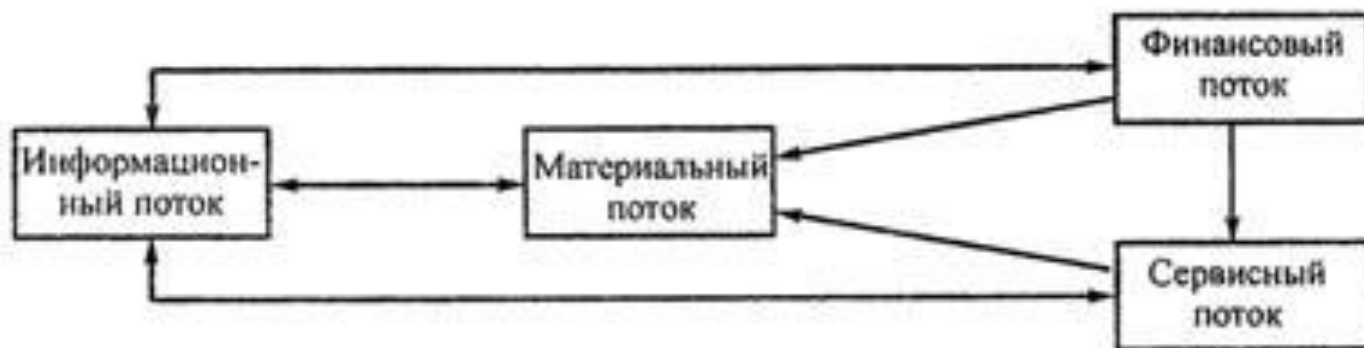 Финансовый
поток
Информацион-
ный поток
Материальный
поток
Сервисный
поток